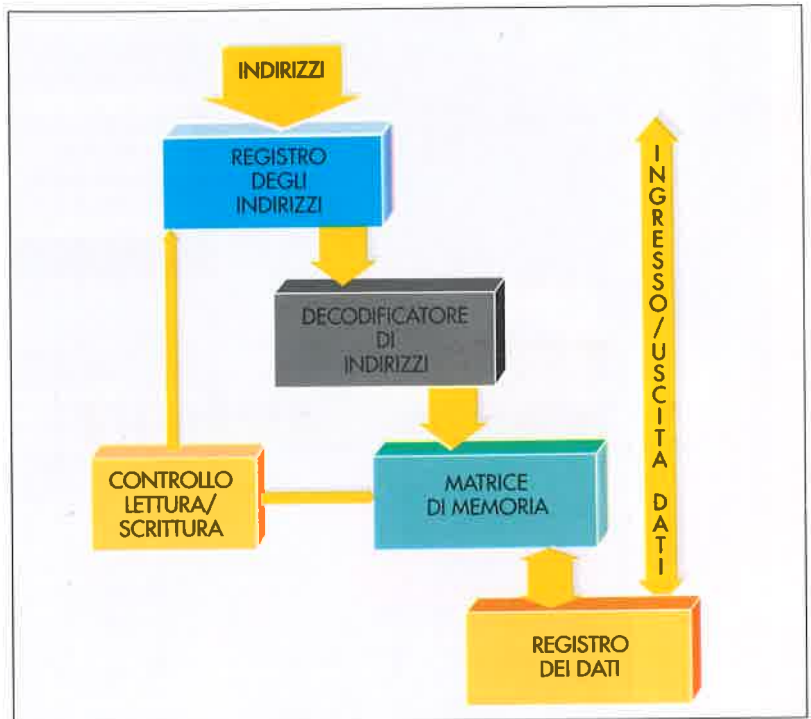 INDIRIZZI
REGISTRO
DEGLI
INDIRIZZI
DECODIFICATORE
DI
INDIRIZZI
CONTROLLO
LETTURA/
SCRITTURA
MATRICE
DI MEMORIA
INGRESSO/USCITA DATI
REGISTRO
DEI DATI